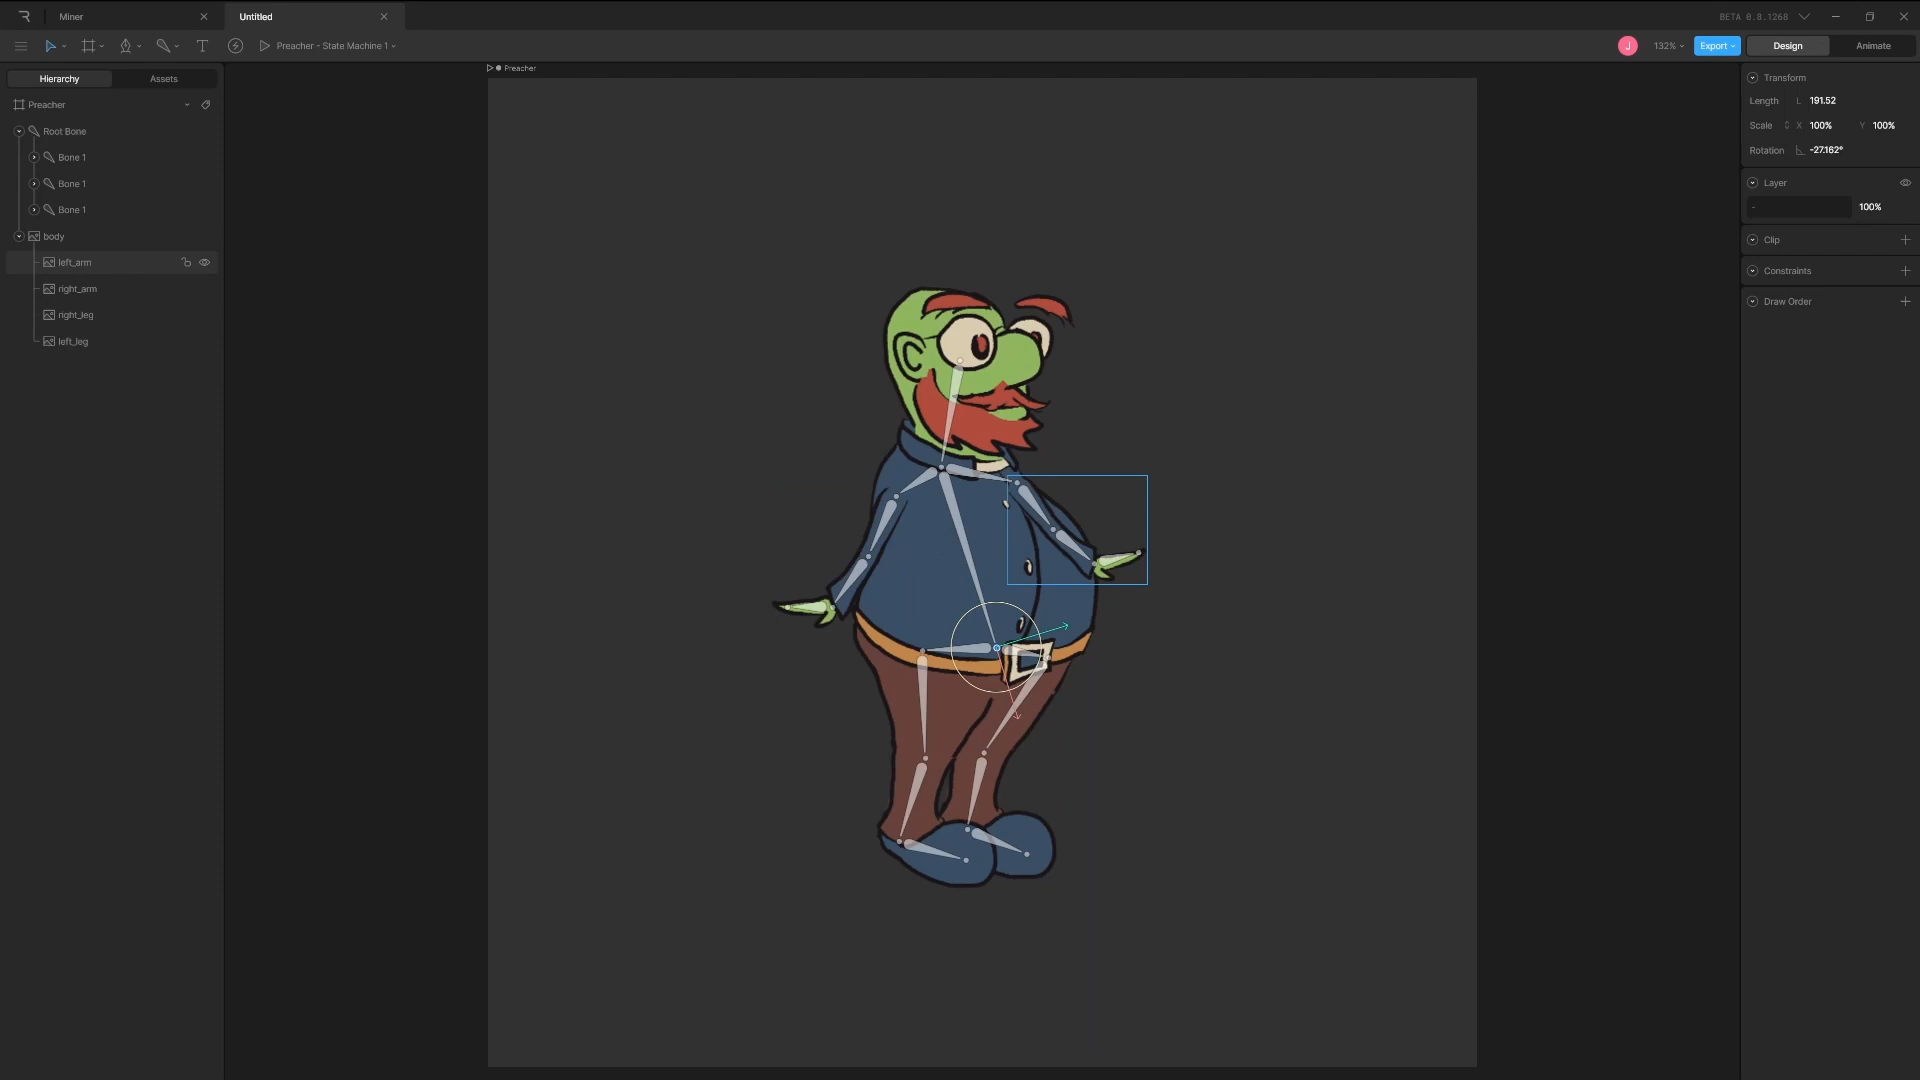 Miner
Untitled
BETA 0.8.1268
Preacher - State Machine 1
J
132%
Export
Design
Animate
Hierarchy
Assets
Preacher
Root Bone
Bone 1
Bone 1
Bone 1
body
left_arm
right_arm
right_leg
left_leg
Preacher
Transform
Length L 191.52
Scale X 100% Y 100%
Rotation -27.162°
Layer
- 100%
Clip
Constraints
Draw Order